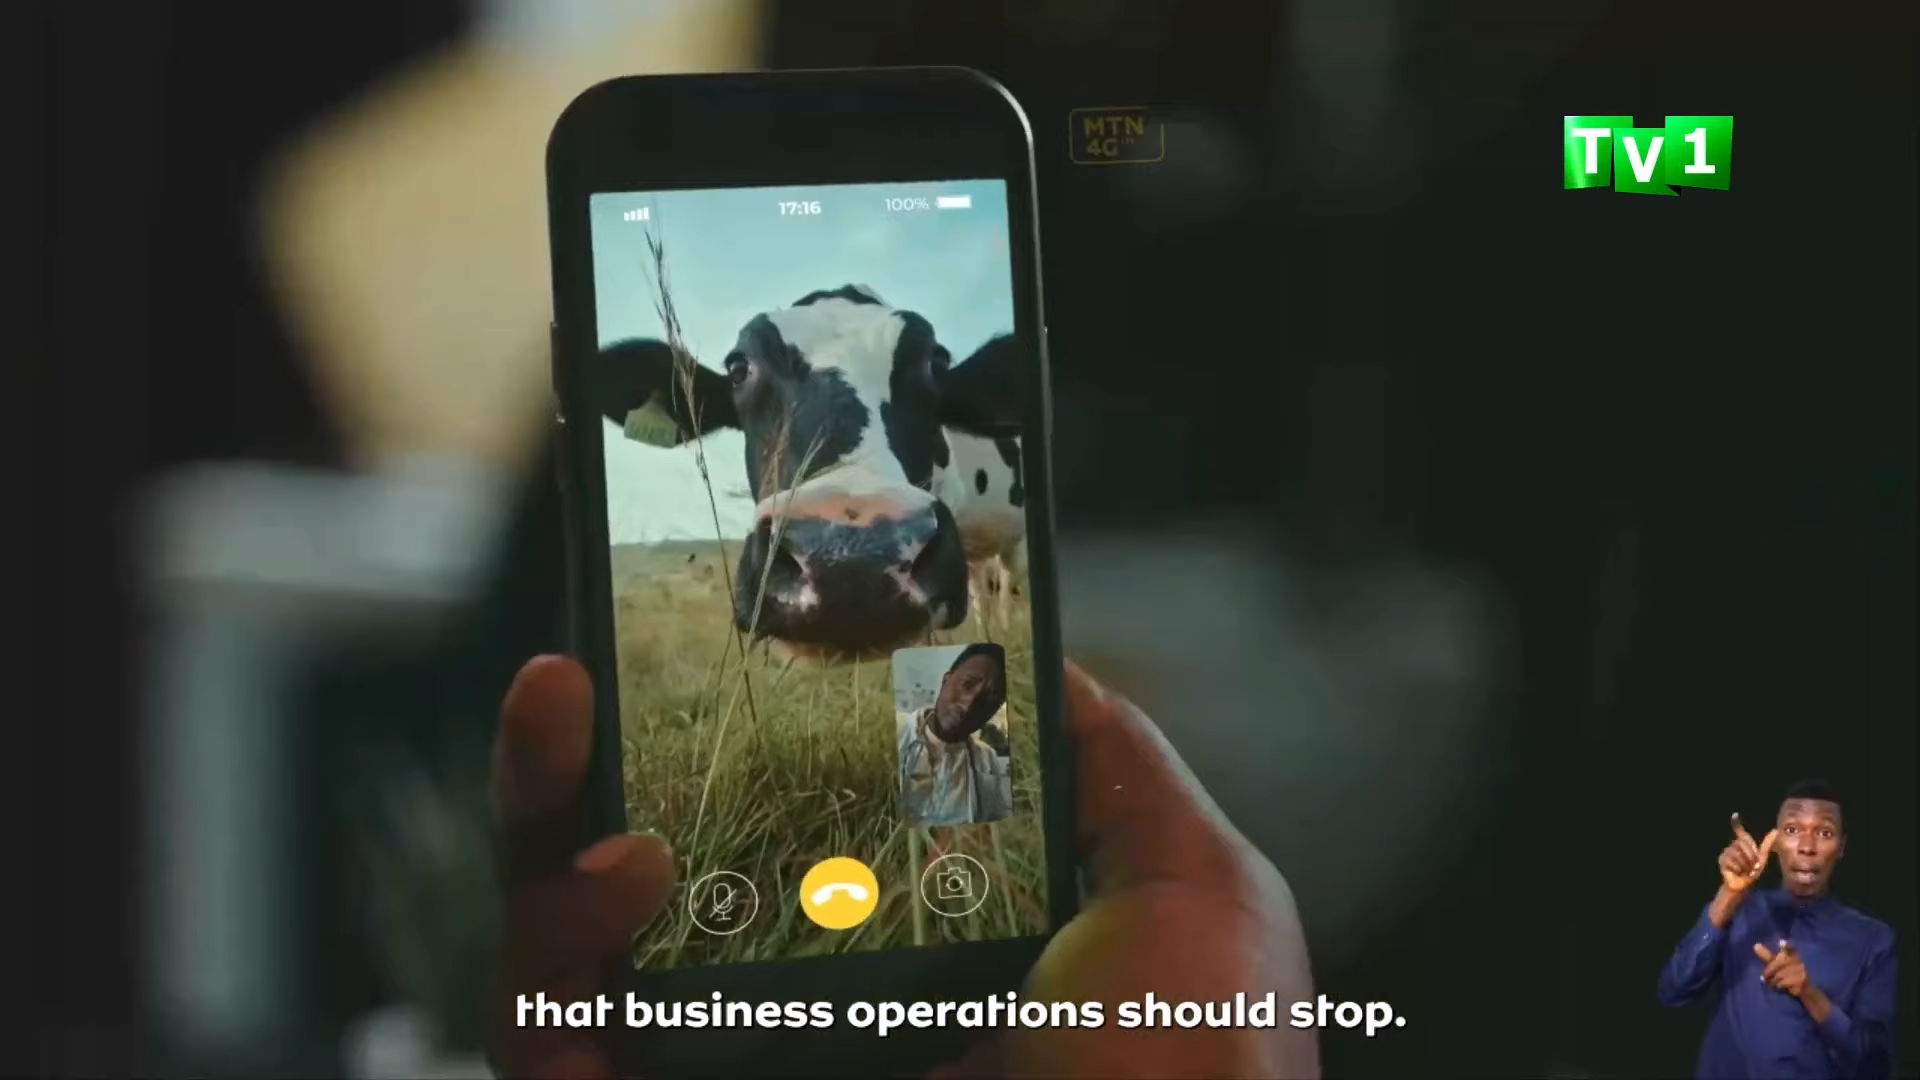 MTN
4G
TV1
17:16
100%
that business operations should stop.